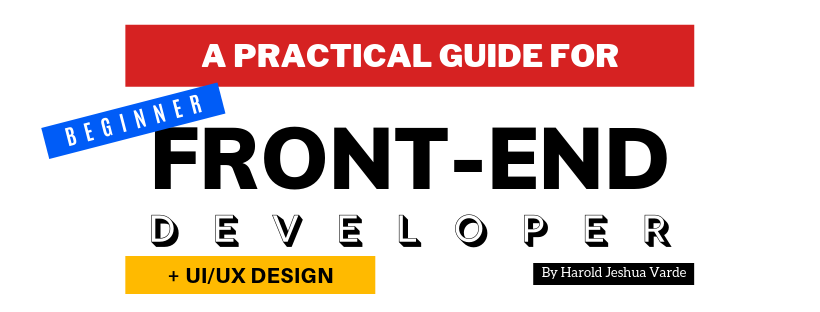 A PRACTICAL GUIDE FOR
BEGINNER
FRONT-END
DEVELOPER
+ UI/UX DESIGN
By Harold Jeshua Varde